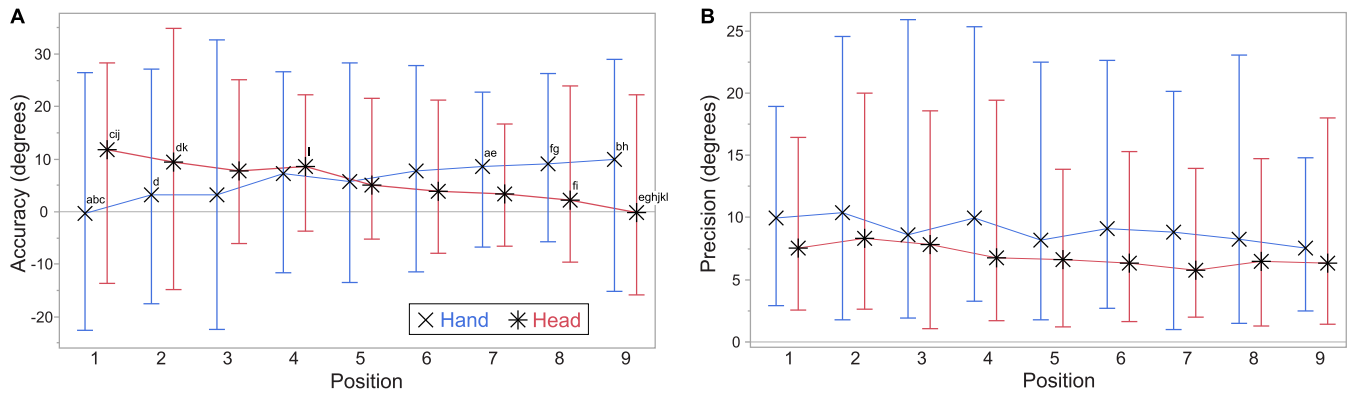 A
Accuracy (degrees)
30
20
10
0
-10
-20
abc
cij
d
dk
l
ae
fg
fi
bh
eghjkl
Hand
Head
1 2 3 4 5 6 7 8 9
Position
B
Precision (degrees)
25
20
15
10
5
0
1 2 3 4 5 6 7 8 9
Position